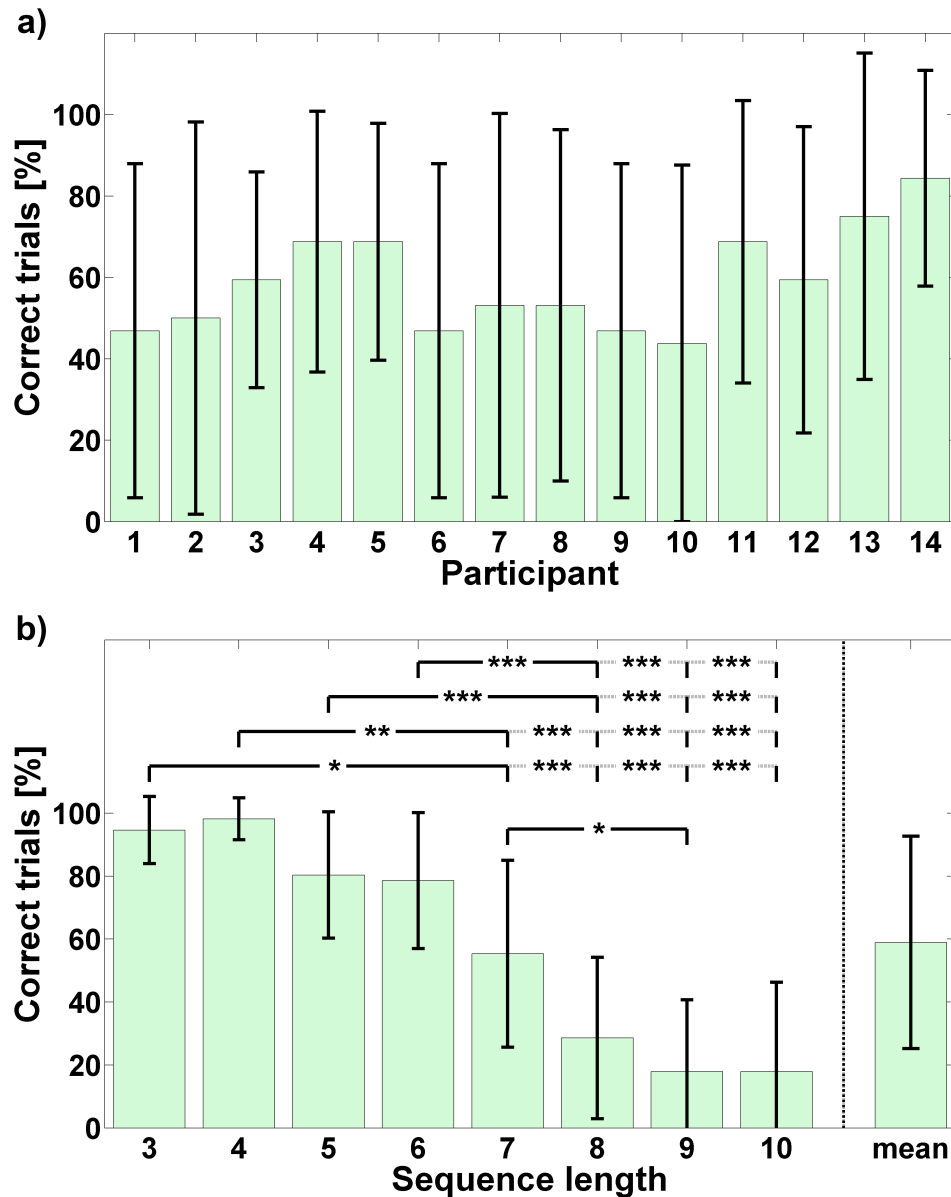 a)
Correct trials [%]
100
80
60
40
20
0
1 2 3 4 5 6 7 8 9 10 11 12 13 14
Participant
b)
Correct trials [%]
*** *** ***
*** *** ***
** *** *** ***
* *** *** ***
100
*
80
60
40
20
0
3 4 5 6 7 8 9 10 mean
Sequence length